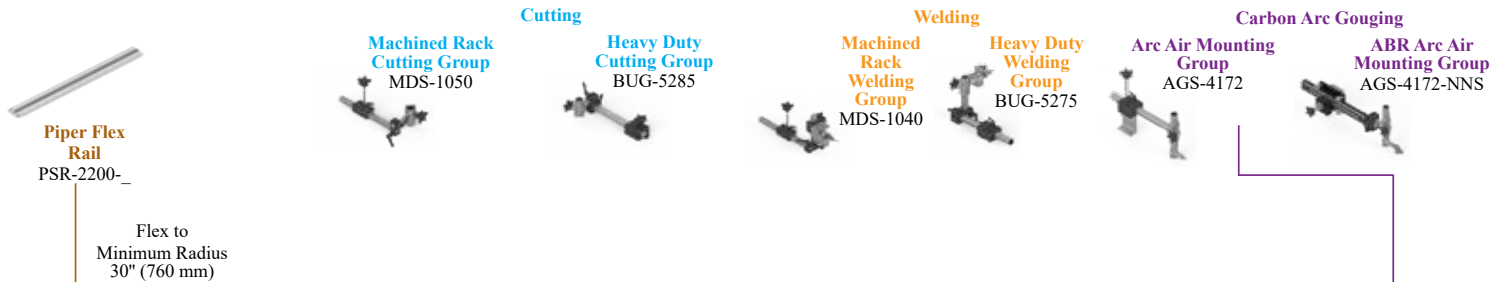 Cutting
Welding
Carbon Arc Gouging
Machined Rack
Cutting Group
MDS-1050
Heavy Duty
Cutting Group
BUG-5285
Machined
Rack
Welding
Group
MDS-1040
Heavy Duty
Welding
Group
BUG-5275
Arc Air Mounting
Group
AGS-4172
ABR Arc Air
Mounting Group
AGS-4172-NNS
Piper Flex
Rail
PSR-2200-_
Flex to
Minimum Radius
30" (760 mm)